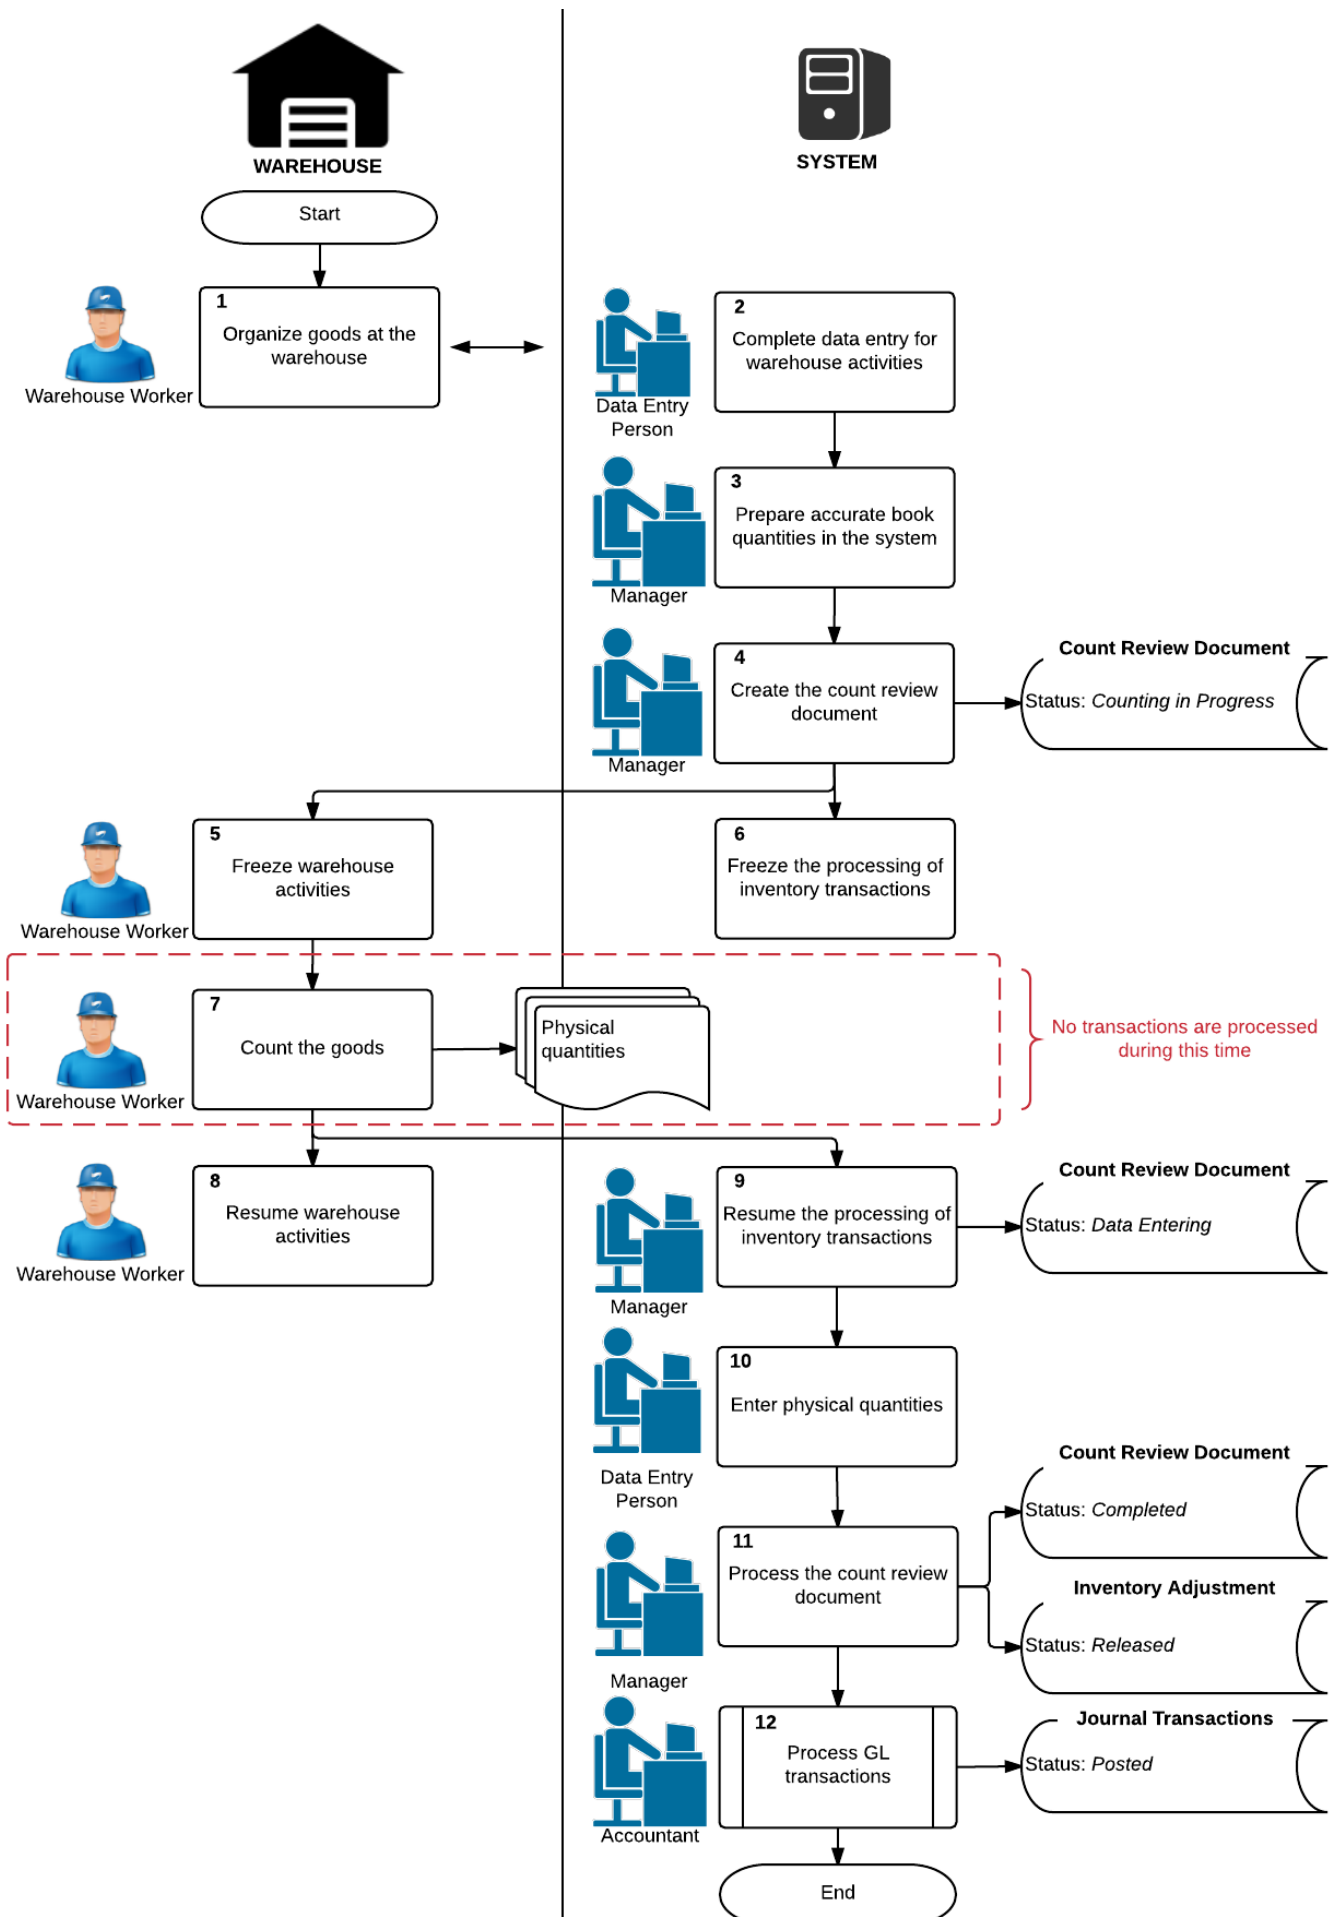 WAREHOUSE
SYSTEM
Start
1
Organize goods at the
warehouse
Warehouse Worker
2
Complete data entry for
warehouse activities
Data Entry
Person
3
Prepare accurate book
quantities in the system
Manager
4
Create the count review
document
Manager
Count Review Document
Status: Counting in Progress
5
Freeze warehouse
activities
Warehouse Worker
6
Freeze the processing of
inventory transactions
7
Count the goods
Warehouse Worker
Physical
quantities
No transactions are processed
during this time
8
Resume warehouse
activities
Warehouse Worker
9
Resume the processing of
inventory transactions
Manager
Count Review Document
Status: Data Entering
10
Enter physical quantities
Data Entry
Person
11
Process the count review
document
Manager
Count Review Document
Status: Completed
Inventory Adjustment
Status: Released
12
Process GL
transactions
Accountant
Journal Transactions
Status: Posted
End